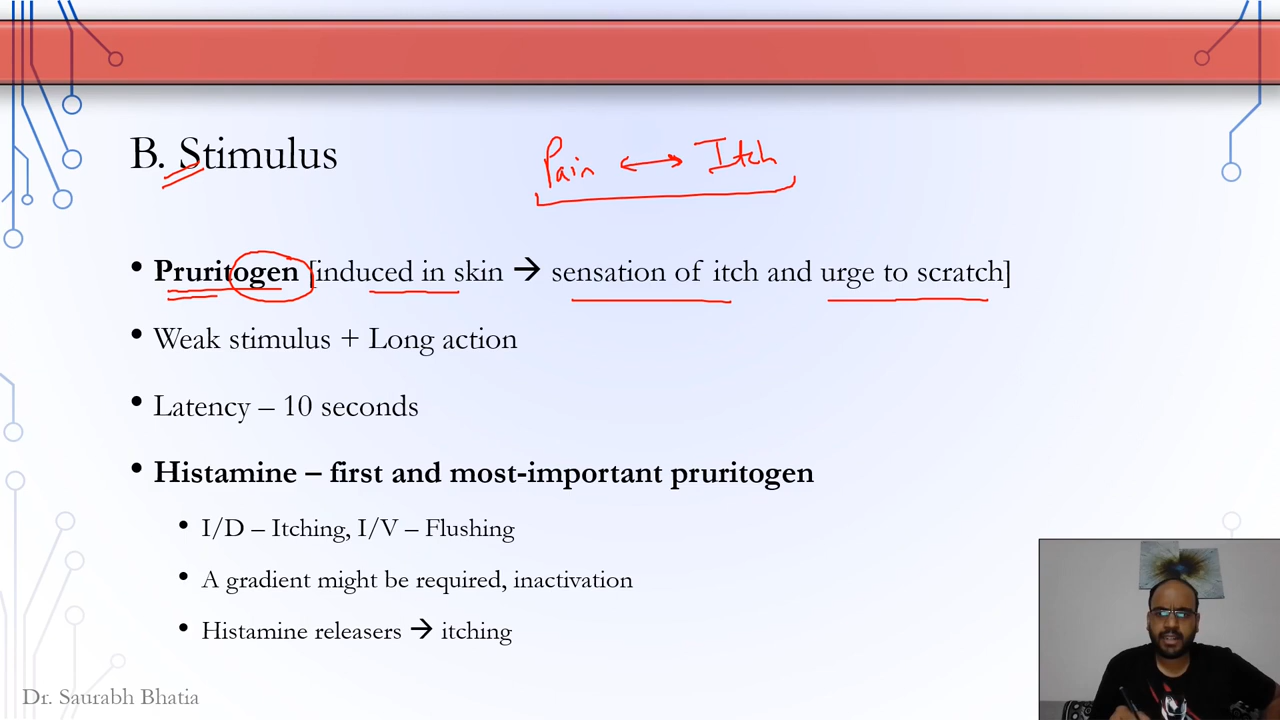 B. Stimulus
Pain ↔ Itch
• Pruritogen [induced in skin → sensation of itch and urge to scratch]
• Weak stimulus + Long action
• Latency – 10 seconds
• Histamine – first and most-important pruritogen
• I/D – Itching, I/V – Flushing
• A gradient might be required, inactivation
• Histamine releasers → itching
Dr. Saurabh Bhatia